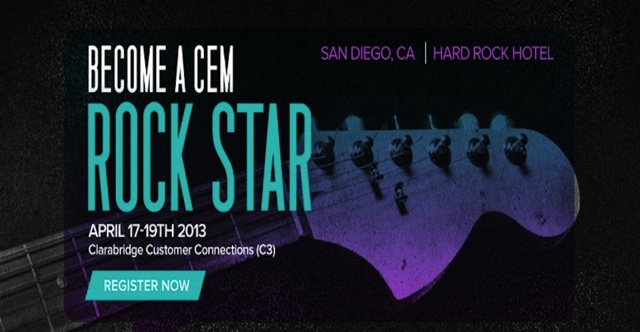 BECOME A CEM
ROCK STAR
SAN DIEGO, CA | HARD ROCK HOTEL
APRIL 17-19TH 2013
Clarabridge Customer Connections (C3)
REGISTER NOW